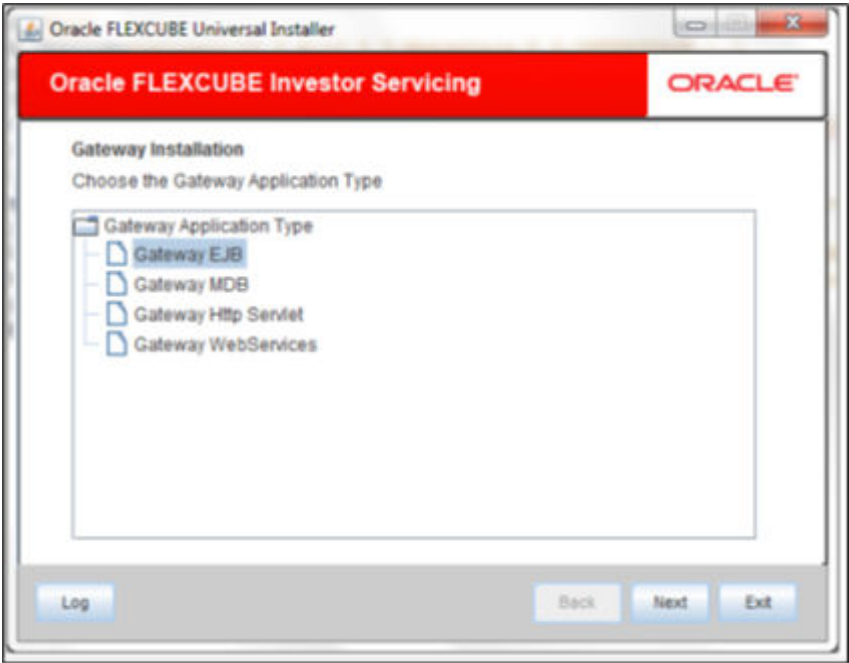 Oracle FLEXCUBE Universal Installer
Oracle FLEXCUBE Investor Servicing
ORACLE
Gateway Installation
Choose the Gateway Application Type
Gateway Application Type
Gateway EJB
Gateway MDB
Gateway Http Servlet
Gateway WebServices
Log
Back
Next
Exit